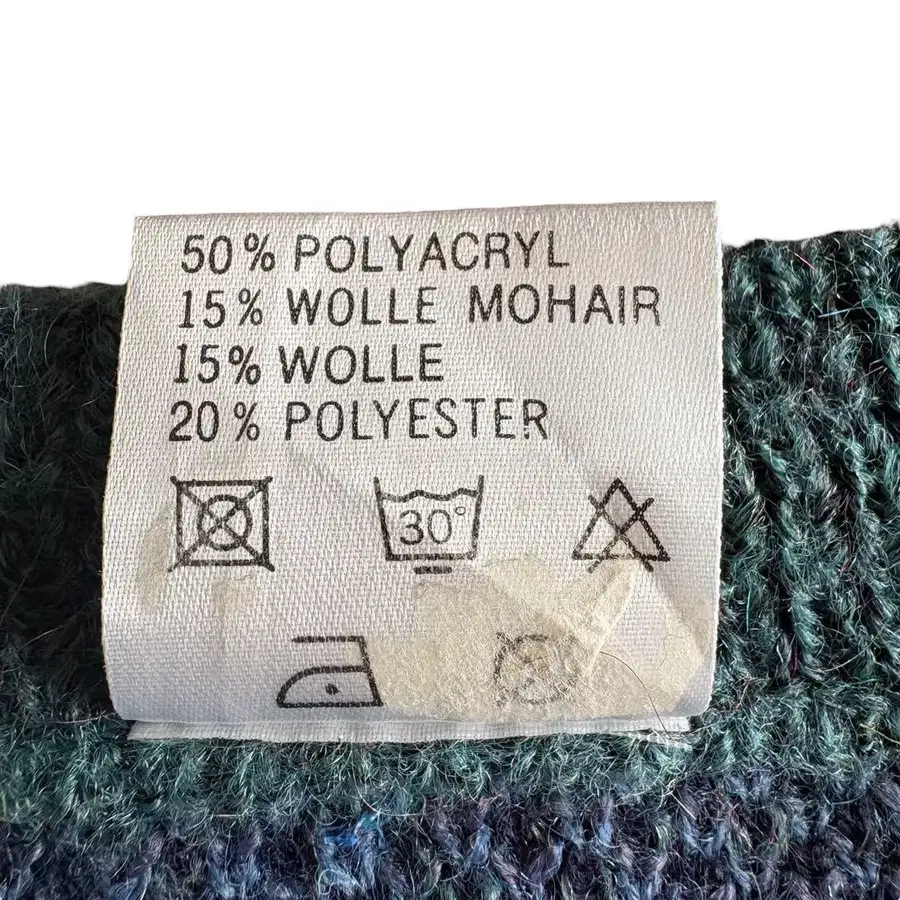 50% POLYACRYL
15% WOLLE MOHAIR
15% WOLLE
20% POLYESTER
30°